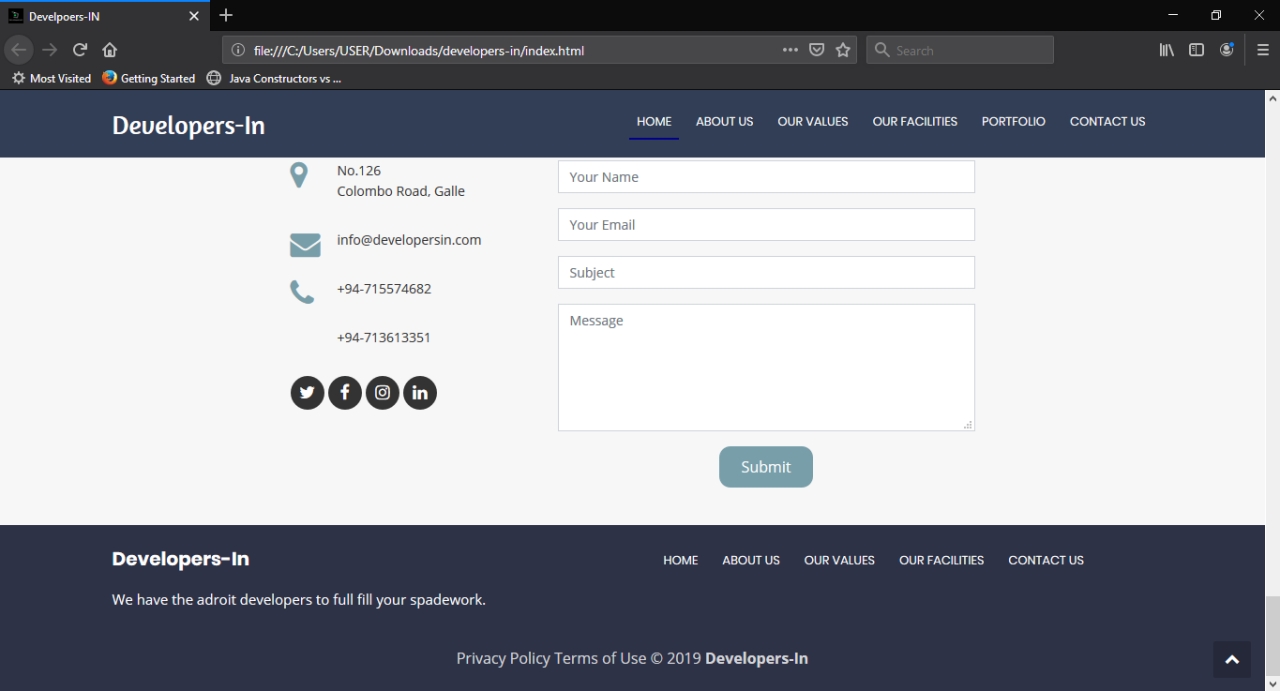 Develpoers-IN
file:///C:/Users/USER/Downloads/developers-in/index.html
Search
Most Visited
Getting Started
Java Constructors vs ...
Developers-In
HOME ABOUT US OUR VALUES OUR FACILITIES PORTFOLIO CONTACT US
No.126
Colombo Road, Galle
info@developersin.com
+94-715574682
+94-713613351
Your Name
Your Email
Subject
Message
Submit
Developers-In
HOME ABOUT US OUR VALUES OUR FACILITIES CONTACT US
We have the adroit developers to full fill your spadework.
Privacy Policy Terms of Use © 2019 Developers-In